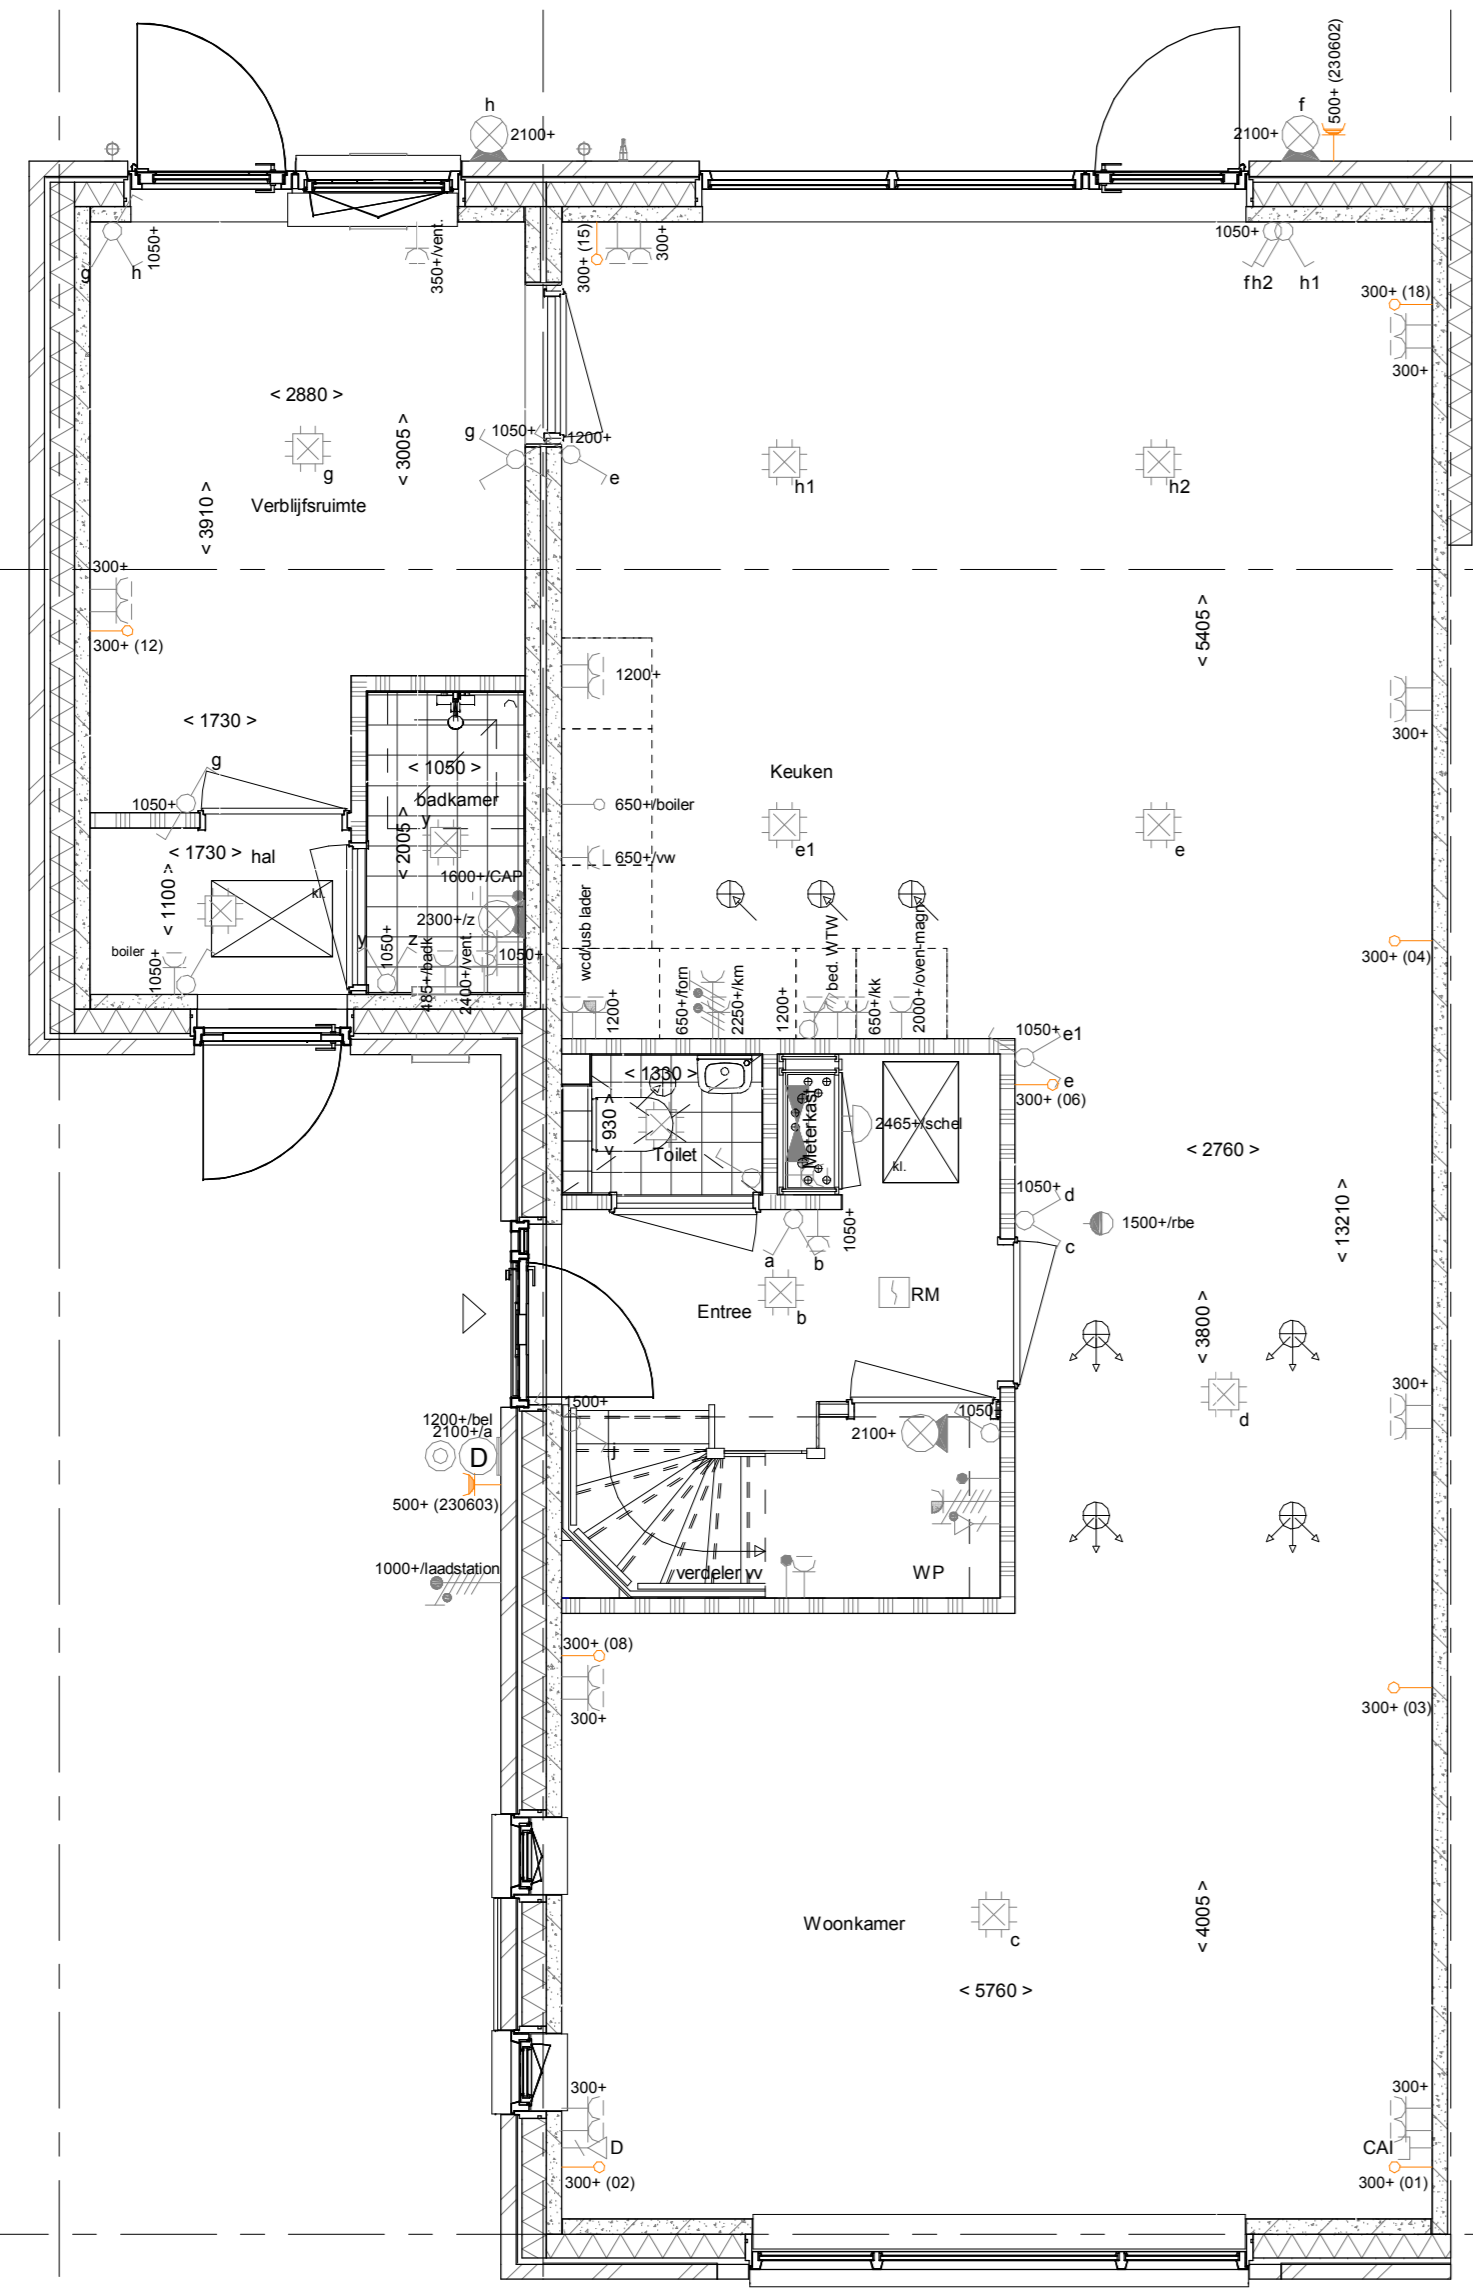 500+ (230602)
h
2100+
f
2100+
g
h
1050+
350+/vent.
300+ (15)
300+
1050+
fh2
h1
300+ (18)
300+
< 2880 >
< 3005 >
g
1050+
1200+
e
g
Verblijfsruimte
< 3910 >
h1
h2
300+
300+ (12)
< 5405 >
1200+
300+
< 1730 >
g
1050+
< 1050 >
badkamer
y
< 2005 >
Keuken
650+/boiler
e1
e
650+/vw
< 1730 >
hal
< 1100 >
kl.
1600+/CAP
2300+/z
wcd/usb lader
bed. WTW
2000+/oven-magn
300+ (04)
boiler
1050+
y
z
1050+
485+/badk
2400+/vent.
1050+
1200+
650+/forn
2250+/km
1200+
650+/kk
1050+
e1
e
300+ (06)
< 1330 >
< 930 >
Toilet
Meterkast
2465+/schel
kl.
< 2760 >
1050+
d
c
1500+/rbe
< 13210 >
a
b
1050+
Entree
b
RM
< 3800 >
d
300+
1500+
j
1050+
2100+
1200+/bel
2100+/a
D
500+ (230603)
1000+/laadstation
verdeler vv
WP
300+ (08)
300+
300+ (03)
Woonkamer
c
< 4005 >
< 5760 >
300+
D
300+ (02)
300+
CAI
300+ (01)